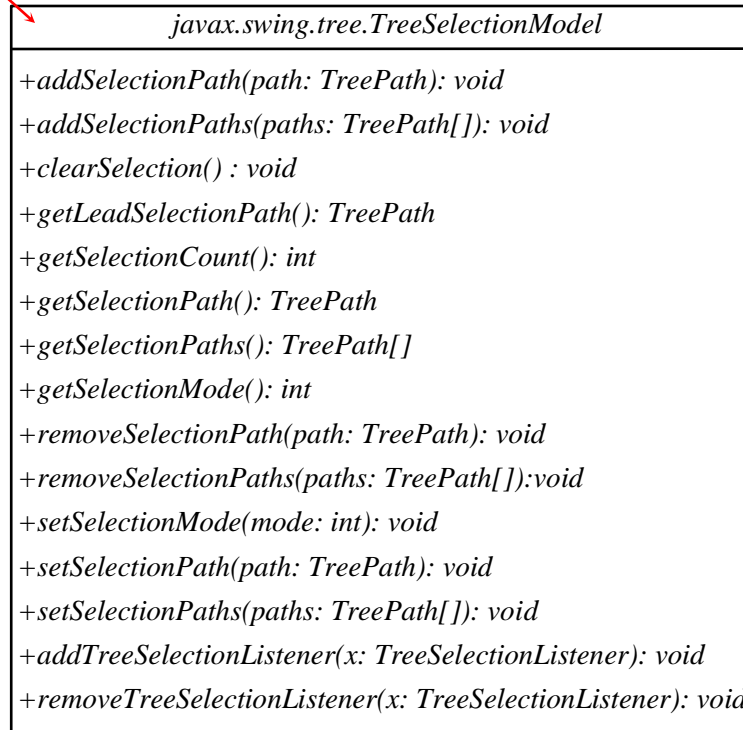 javax.swing.tree.TreeSelectionModel
+addSelectionPath(path: TreePath): void
+addSelectionPaths(paths: TreePath[]): void
+clearSelection() : void
+getLeadSelectionPath(): TreePath
+getSelectionCount(): int
+getSelectionPath(): TreePath
+getSelectionPaths(): TreePath[]
+getSelectionMode(): int
+removeSelectionPath(path: TreePath): void
+removeSelectionPaths(paths: TreePath[]):void
+setSelectionMode(mode: int): void
+setSelectionPath(path: TreePath): void
+setSelectionPaths(paths: TreePath[]): void
+addTreeSelectionListener(x: TreeSelectionListener): void
+removeTreeSelectionListener(x: TreeSelectionListener): void